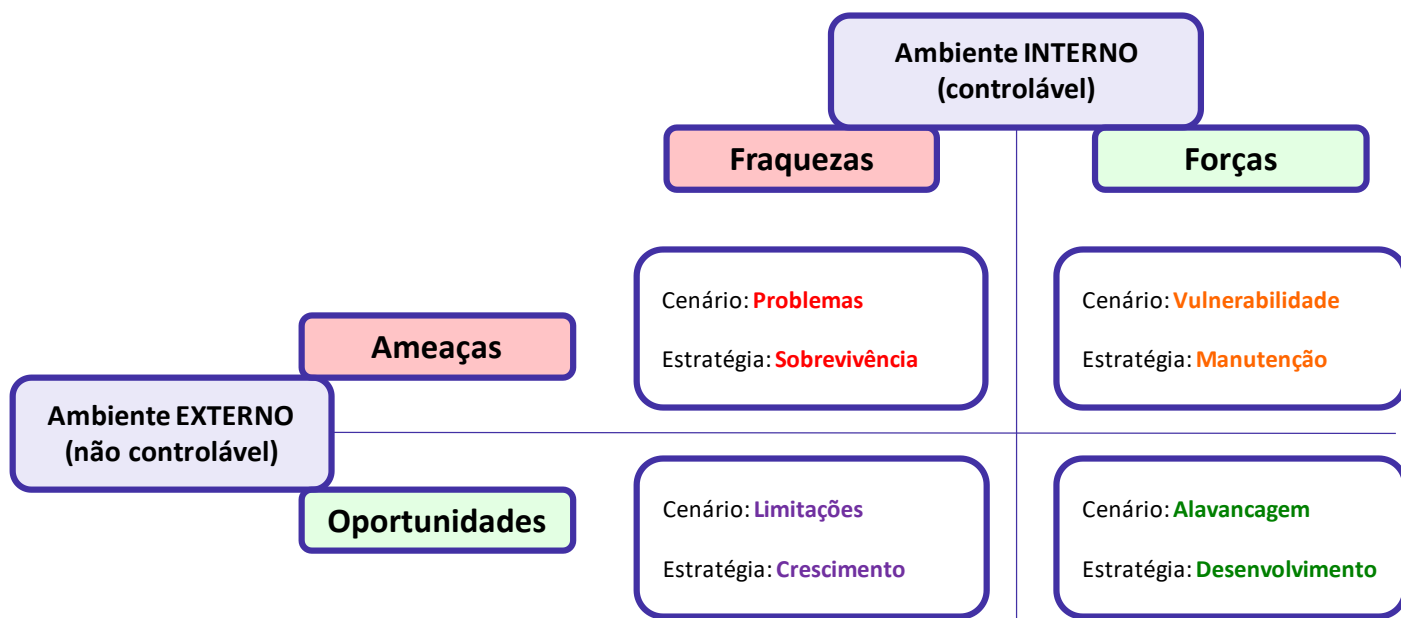 Ambiente INTERNO
(controlável)
Fraquezas
Forças
Cenário: Problemas
Estratégia: Sobrevivência
Cenário: Vulnerabilidade
Estratégia: Manutenção
Ameaças
Ambiente EXTERNO
(não controlável)
Oportunidades
Cenário: Limitações
Estratégia: Crescimento
Cenário: Alavancagem
Estratégia: Desenvolvimento